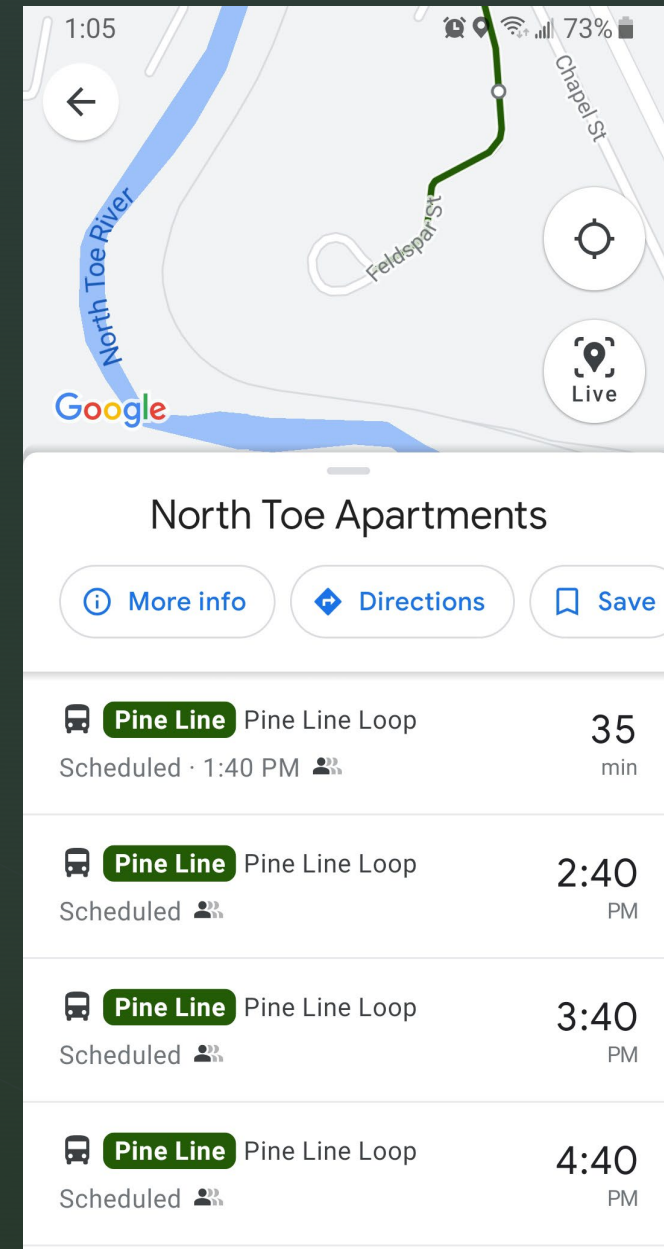 1:05
73%
Chapel St
North Toe River
Feldspar St
Live
Google
North Toe Apartments
More info
Directions
Save
Pine Line Pine Line Loop
35
Scheduled · 1:40 PM
min
Pine Line Pine Line Loop
2:40
Scheduled
PM
Pine Line Pine Line Loop
3:40
Scheduled
PM
Pine Line Pine Line Loop
4:40
Scheduled
PM